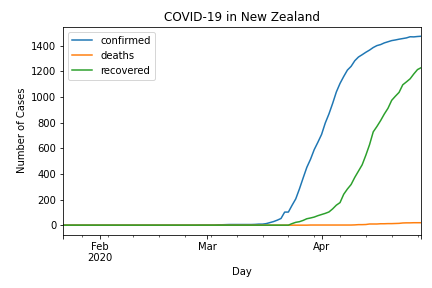 COVID-19 in New Zealand
confirmed
deaths
recovered
Number of Cases
1400
1200
1000
800
600
400
200
0
Feb
2020
Mar
Apr
Day